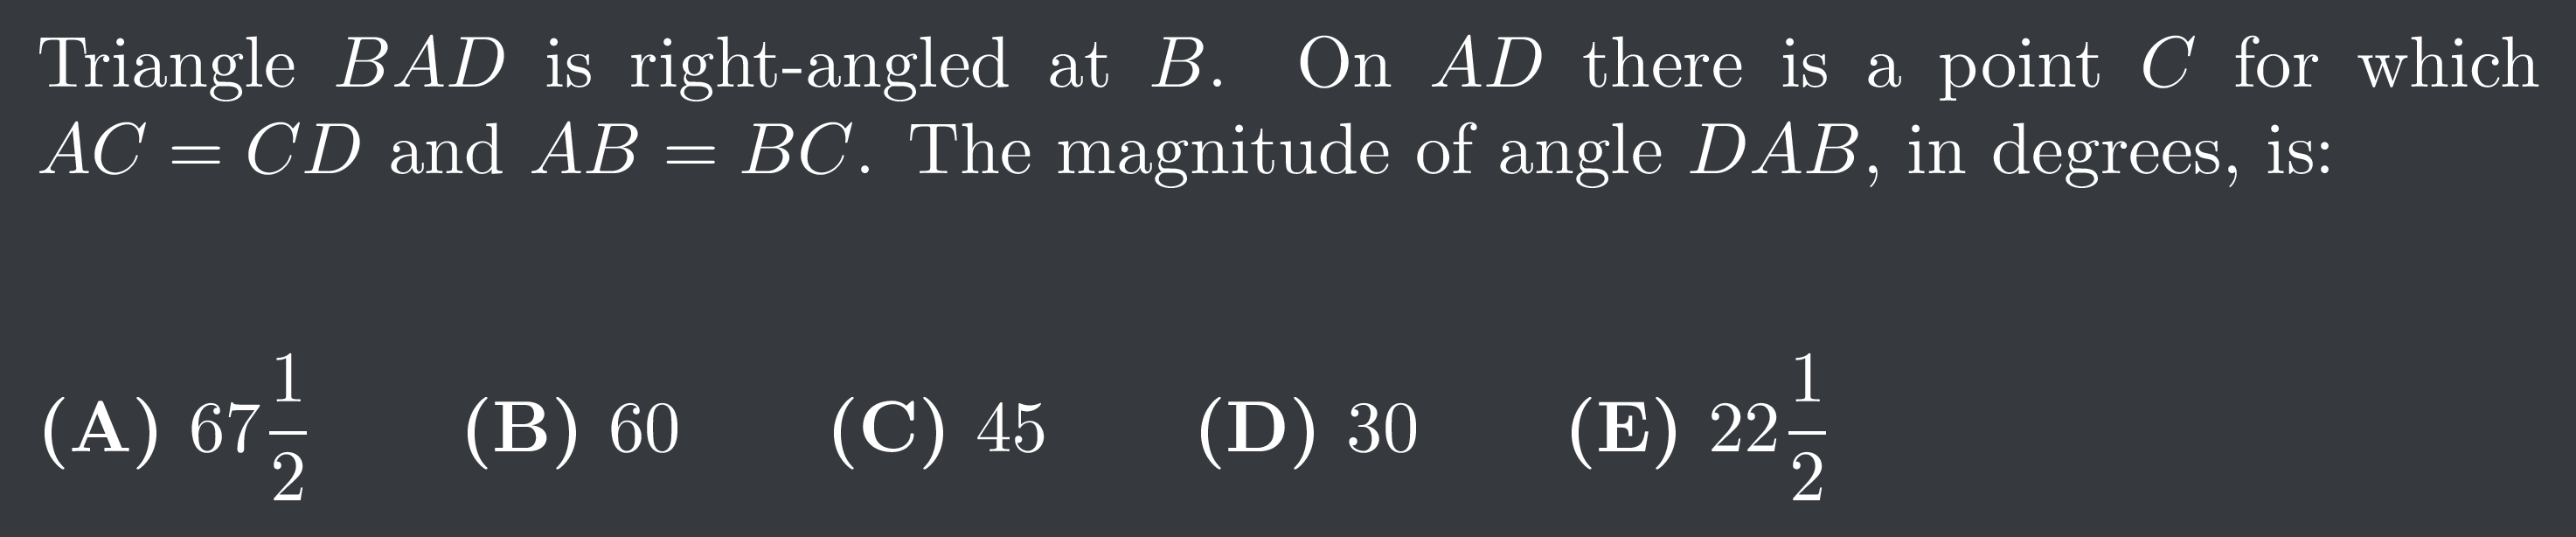 Triangle BAD is right-angled at B. On AD there is a point C for which
AC = CD and AB = BC. The magnitude of angle DAB, in degrees, is:
(A) 67 1/2 (B) 60 (C) 45 (D) 30 (E) 22 1/2